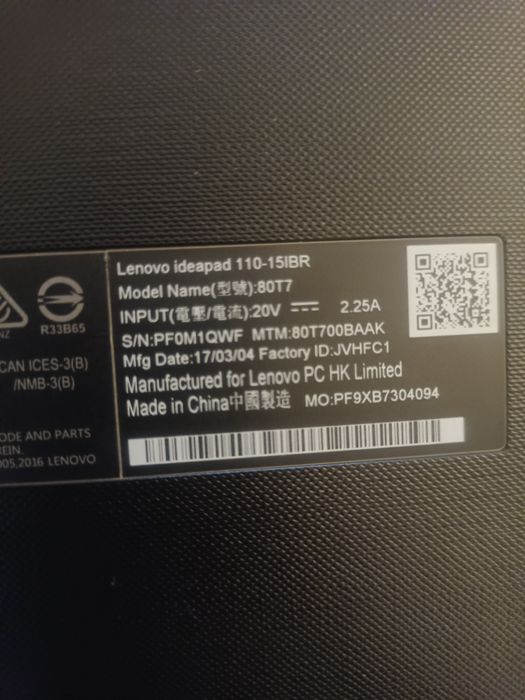 Lenovo ideapad 110-15IBR
Model Name(型號):80T7
INPUT(電壓/電流):20V ⎓ 2.25A
S/N:PF0M1QWF MTM:80T700BAAK
Mfg Date:17/03/04 Factory ID:JVHFC1
Manufactured for Lenovo PC HK Limited
Made in China中國製造 MO:PF9XB7304094
NZ
R33B65
CAN ICES-3(B)
/NMB-3(B)
ODE AND PARTS
REIN.
005,2016 LENOVO